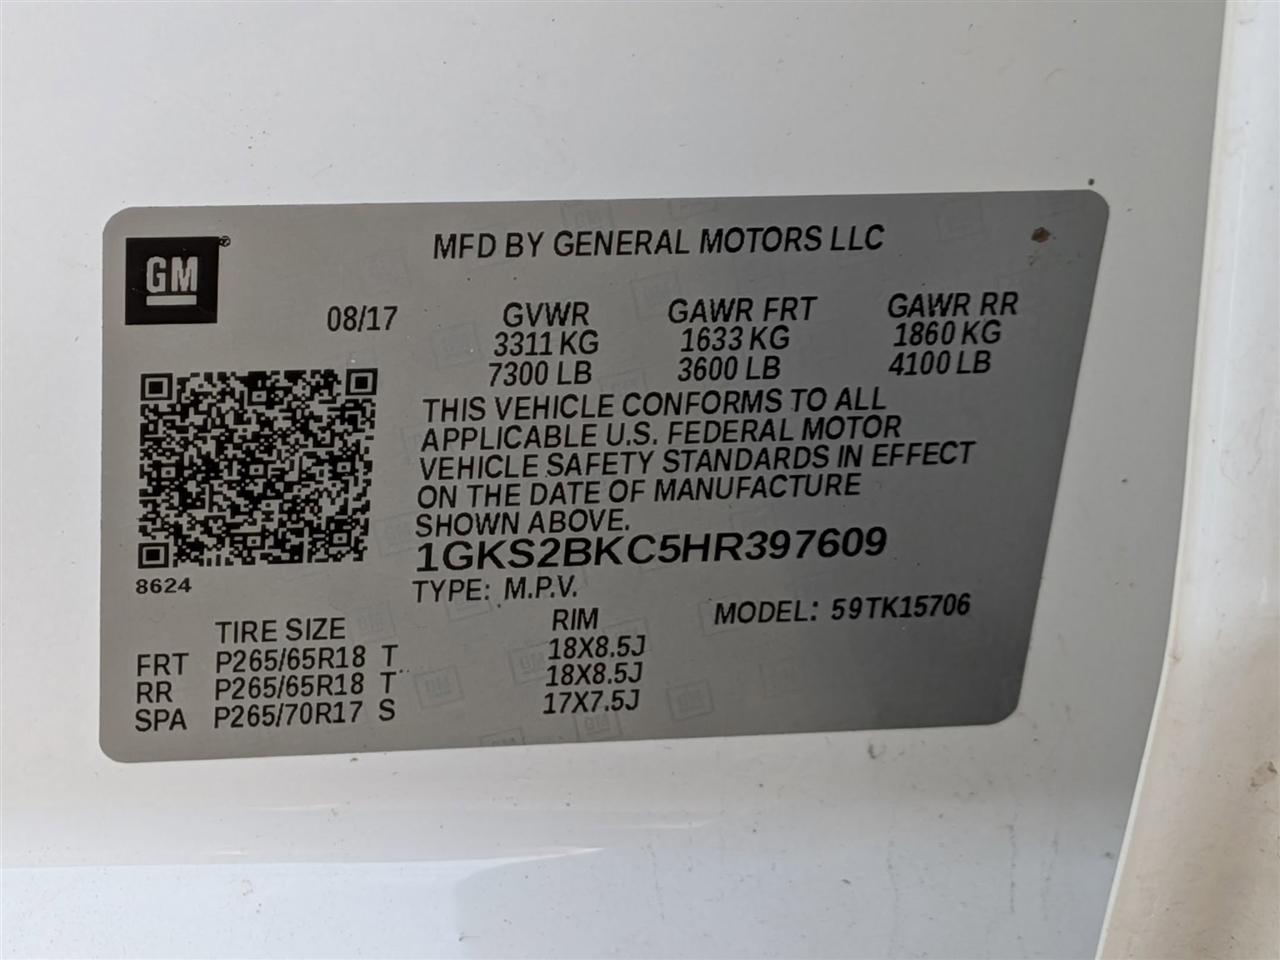 GM
®
MFD BY GENERAL MOTORS LLC
08/17 GVWR GAWR FRT GAWR RR
3311 KG 1633 KG 1860 KG
7300 LB 3600 LB 4100 LB
THIS VEHICLE CONFORMS TO ALL
APPLICABLE U.S. FEDERAL MOTOR
VEHICLE SAFETY STANDARDS IN EFFECT
ON THE DATE OF MANUFACTURE
SHOWN ABOVE.
1GKS2BKC5HR397609
8624
TYPE: M.P.V. MODEL: 59TK15706
TIRE SIZE RIM
FRT P265/65R18 T 18X8.5J
RR P265/65R18 T 18X8.5J
SPA P265/70R17 S 17X7.5J